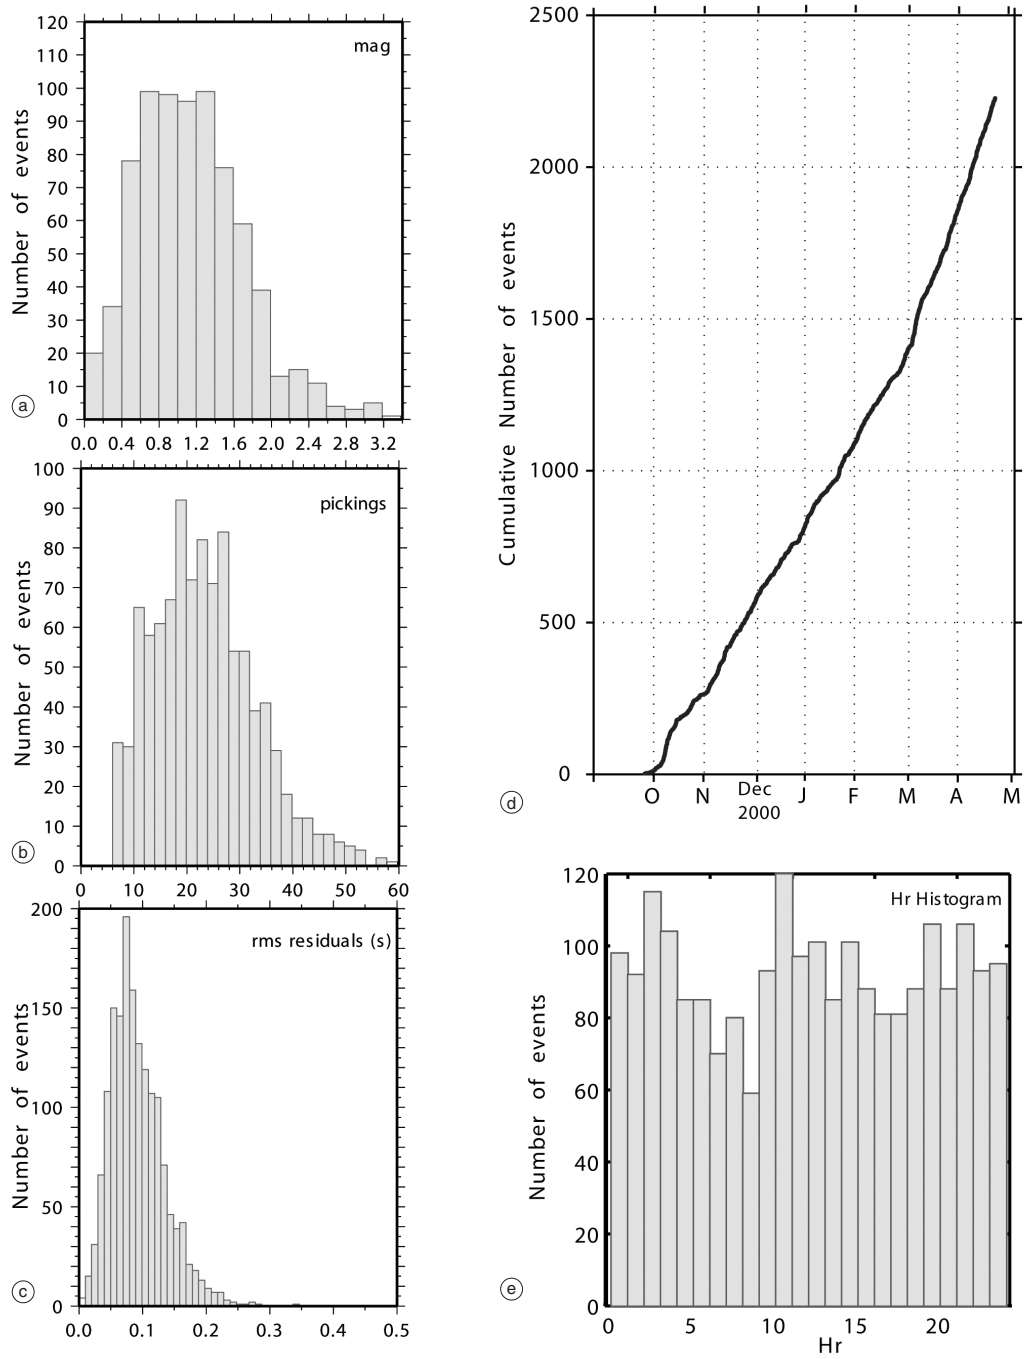 mag
Number of events
120
110
100
90
80
70
60
50
40
30
20
10
0
0.0 0.4 0.8 1.2 1.6 2.0 2.4 2.8 3.2
a
pickings
Number of events
100
90
80
70
60
50
40
30
20
10
0
0 10 20 30 40 50 60
b
rms residuals (s)
Number of events
200
150
100
50
0
0.0 0.1 0.2 0.3 0.4 0.5
c
Cumulative Number of events
2500
2000
1500
1000
500
0
O N Dec J F M A M
2000
d
Hr Histogram
Number of events
120
100
80
60
40
20
0
0 5 10 15 20
Hr
e